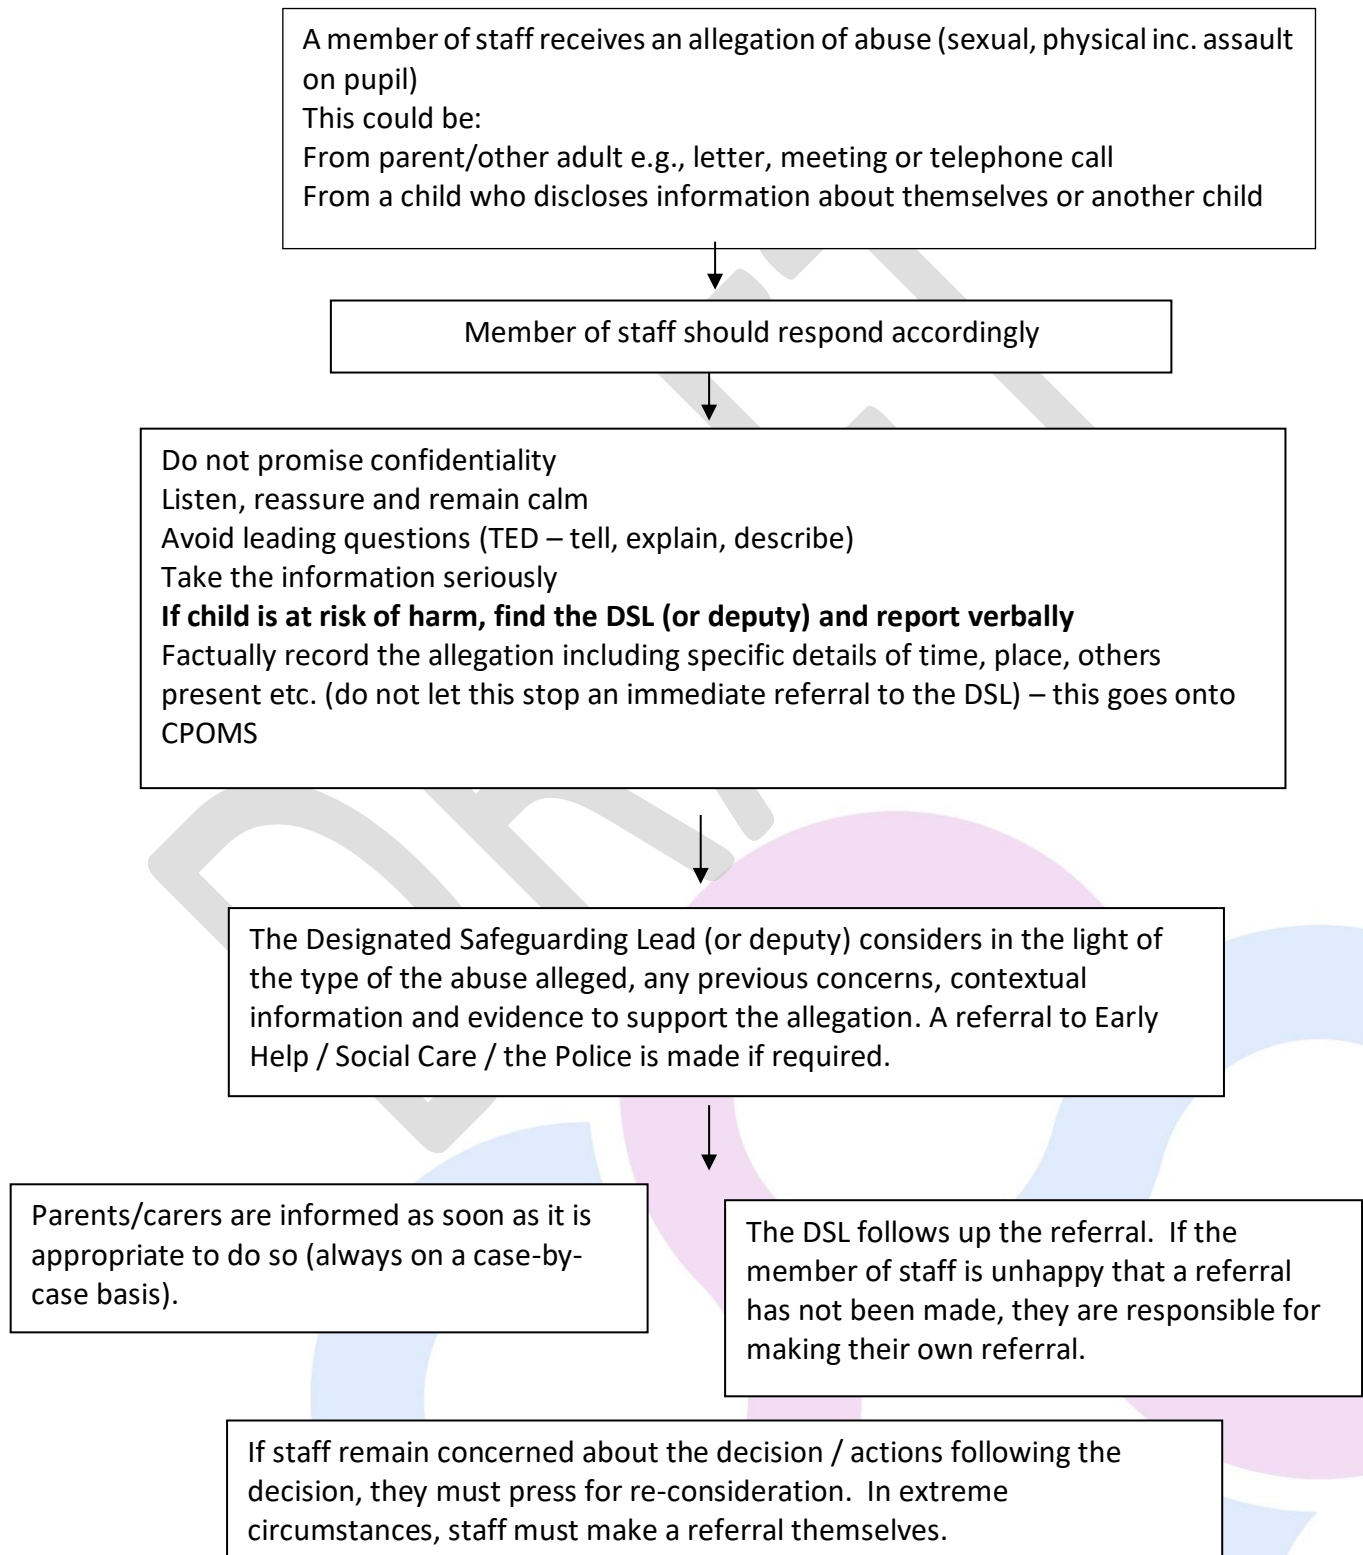 A member of staff receives an allegation of abuse (sexual, physical inc. assault
on pupil)
This could be:
From parent/other adult e.g., letter, meeting or telephone call
From a child who discloses information about themselves or another child
Member of staff should respond accordingly
Do not promise confidentiality
Listen, reassure and remain calm
Avoid leading questions (TED – tell, explain, describe)
Take the information seriously
If child is at risk of harm, find the DSL (or deputy) and report verbally
Factually record the allegation including specific details of time, place, others
present etc. (do not let this stop an immediate referral to the DSL) – this goes onto
CPOMS
The Designated Safeguarding Lead (or deputy) considers in the light of
the type of the abuse alleged, any previous concerns, contextual
information and evidence to support the allegation. A referral to Early
Help / Social Care / the Police is made if required.
Parents/carers are informed as soon as it is
appropriate to do so (always on a case-by-
case basis).
The DSL follows up the referral.  If the
member of staff is unhappy that a referral
has not been made, they are responsible for
making their own referral.
If staff remain concerned about the decision / actions following the
decision, they must press for re-consideration.  In extreme
circumstances, staff must make a referral themselves.